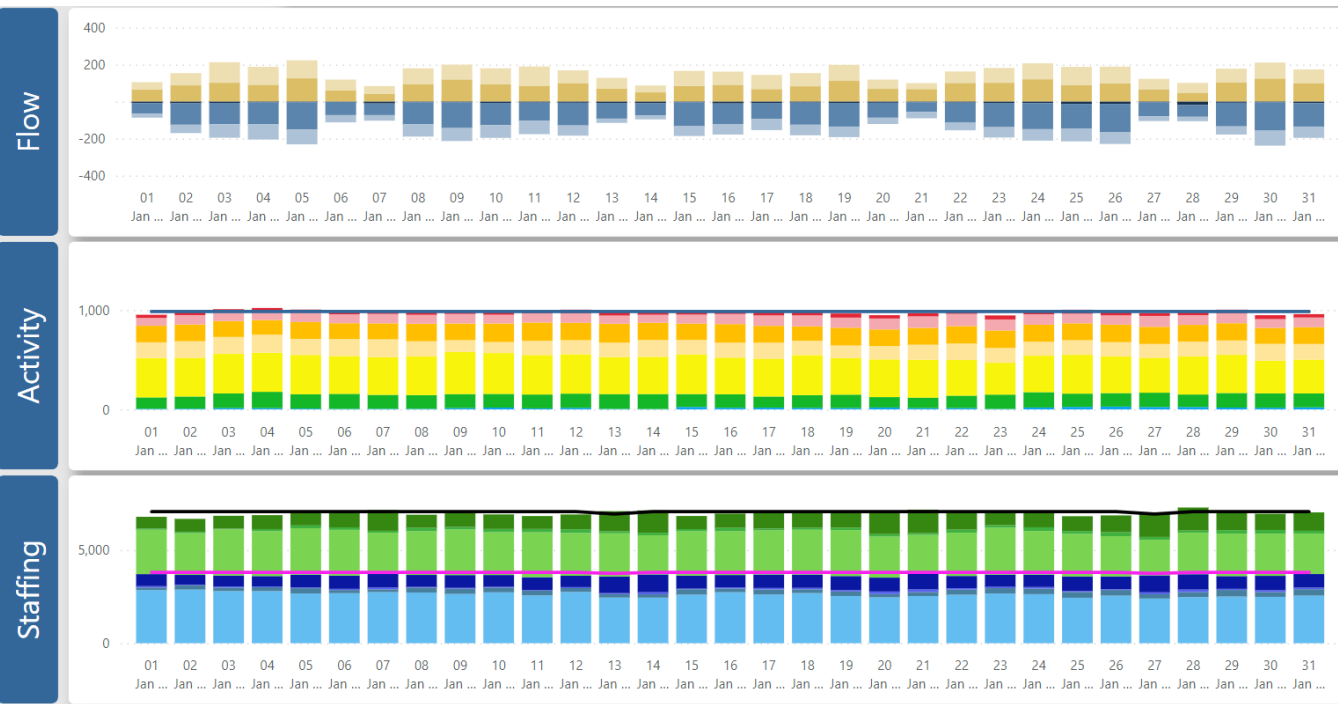 Flow
400
200
-200
-400
01 02 03 04 05 06 07 08 09 10 11 12 13 14 15 16 17 18 19 20 21 22 23 24 25 26 27 28 29 30 31
Jan ... Jan ... Jan ... Jan ... Jan ... Jan ... Jan ... Jan ... Jan ... Jan ... Jan ... Jan ... Jan ... Jan ... Jan ... Jan ... Jan ... Jan ... Jan ... Jan ... Jan ... Jan ... Jan ... Jan ... Jan ... Jan ... Jan ... Jan ... Jan ... Jan ... Jan ...
Activity
1,000
0
01 02 03 04 05 06 07 08 09 10 11 12 13 14 15 16 17 18 19 20 21 22 23 24 25 26 27 28 29 30 31
Jan ... Jan ... Jan ... Jan ... Jan ... Jan ... Jan ... Jan ... Jan ... Jan ... Jan ... Jan ... Jan ... Jan ... Jan ... Jan ... Jan ... Jan ... Jan ... Jan ... Jan ... Jan ... Jan ... Jan ... Jan ... Jan ... Jan ... Jan ... Jan ... Jan ... Jan ...
Staffing
5,000
0
01 02 03 04 05 06 07 08 09 10 11 12 13 14 15 16 17 18 19 20 21 22 23 24 25 26 27 28 29 30 31
Jan ... Jan ... Jan ... Jan ... Jan ... Jan ... Jan ... Jan ... Jan ... Jan ... Jan ... Jan ... Jan ... Jan ... Jan ... Jan ... Jan ... Jan ... Jan ... Jan ... Jan ... Jan ... Jan ... Jan ... Jan ... Jan ... Jan ... Jan ... Jan ... Jan ... Jan ...